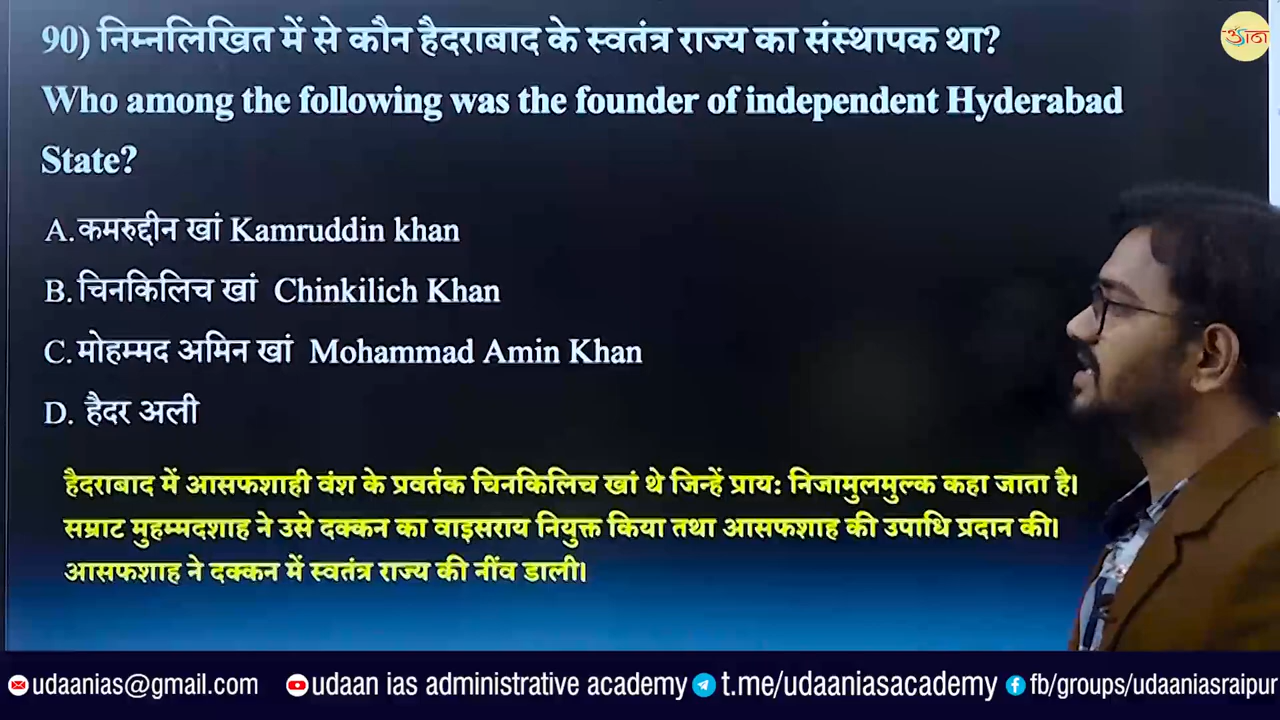 90) निम्नलिखित में से कौन हैदराबाद के स्वतंत्र राज्य का संस्थापक था?
Who among the following was the founder of independent Hyderabad
State?
A. कमरुद्दीन खां Kamruddin khan
B. चिनकिलिच खां Chinkilich Khan
C. मोहम्मद अमिन खां Mohammad Amin Khan
D. हैदर अली
हैदराबाद में आसफशाही वंश के प्रवर्तक चिनकिलिच खां थे जिन्हें प्राय: निजामुलमुल्क कहा जाता है।
सम्राट मुहम्मदशाह ने उसे दक्कन का वाइसराय नियुक्त किया तथा आसफशाह की उपाधि प्रदान की।
आसफशाह ने दक्कन में स्वतंत्र राज्य की नींव डाली।
udaanias@gmail.com udaan ias administrative academy t.me/udaaniasacademy fb/groups/udaaniasraipur